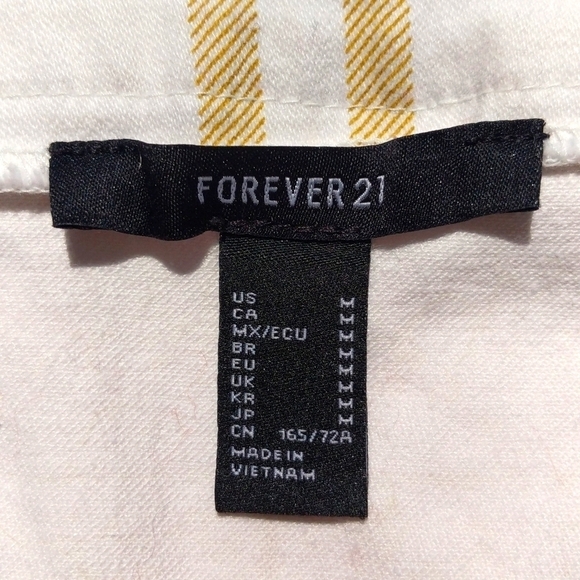 FOREVER 21
US M
CA M
MX/ECU M
BR M
EU M
UK M
KR M
JP M
CN 165/72A
MADE IN
VIETNAM